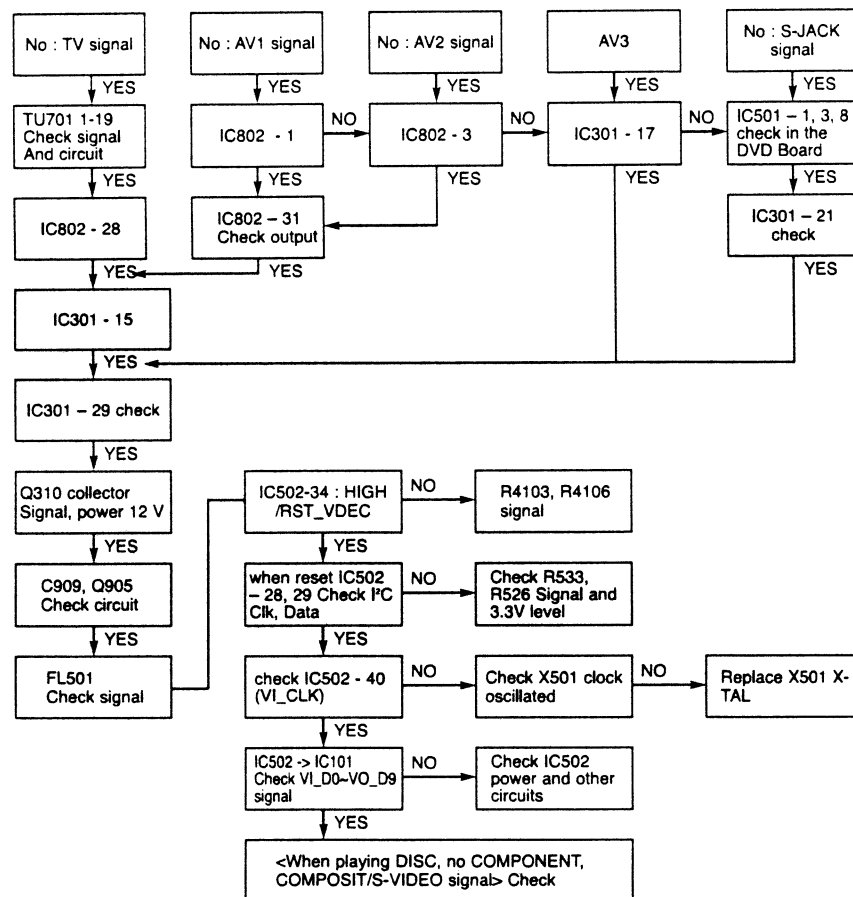 No : TV signal
No : AV1 signal
No : AV2 signal
AV3
No : S-JACK
signal
YES
YES
YES
YES
YES
TU701 1-19
Check signal
And circuit
IC802 - 1
NO
IC802 - 3
NO
IC301 - 17
NO
IC501 – 1, 3, 8
check in the
DVD Board
YES
YES
YES
YES
YES
IC802 - 28
IC802 – 31
Check output
IC301 – 21
check
YES
YES
YES
IC301 - 15
YES
IC301 – 29 check
YES
Q310 collector
Signal, power 12 V
IC502-34 : HIGH
/RST_VDEC
NO
R4103, R4106
signal
YES
YES
C909, Q905
Check circuit
when reset IC502
– 28, 29 Check I²C
Clk, Data
NO
Check R533,
R526 Signal and
3.3V level
YES
YES
FL501
Check signal
check IC502 - 40
(VI_CLK)
NO
Check X501 clock
oscillated
NO
Replace X501 X-
TAL
YES
IC502 -> IC101
Check VI_D0~VO_D9
signal
NO
Check IC502
power and other
circuits
YES
<When playing DISC, no COMPONENT,
COMPOSIT/S-VIDEO signal> Check